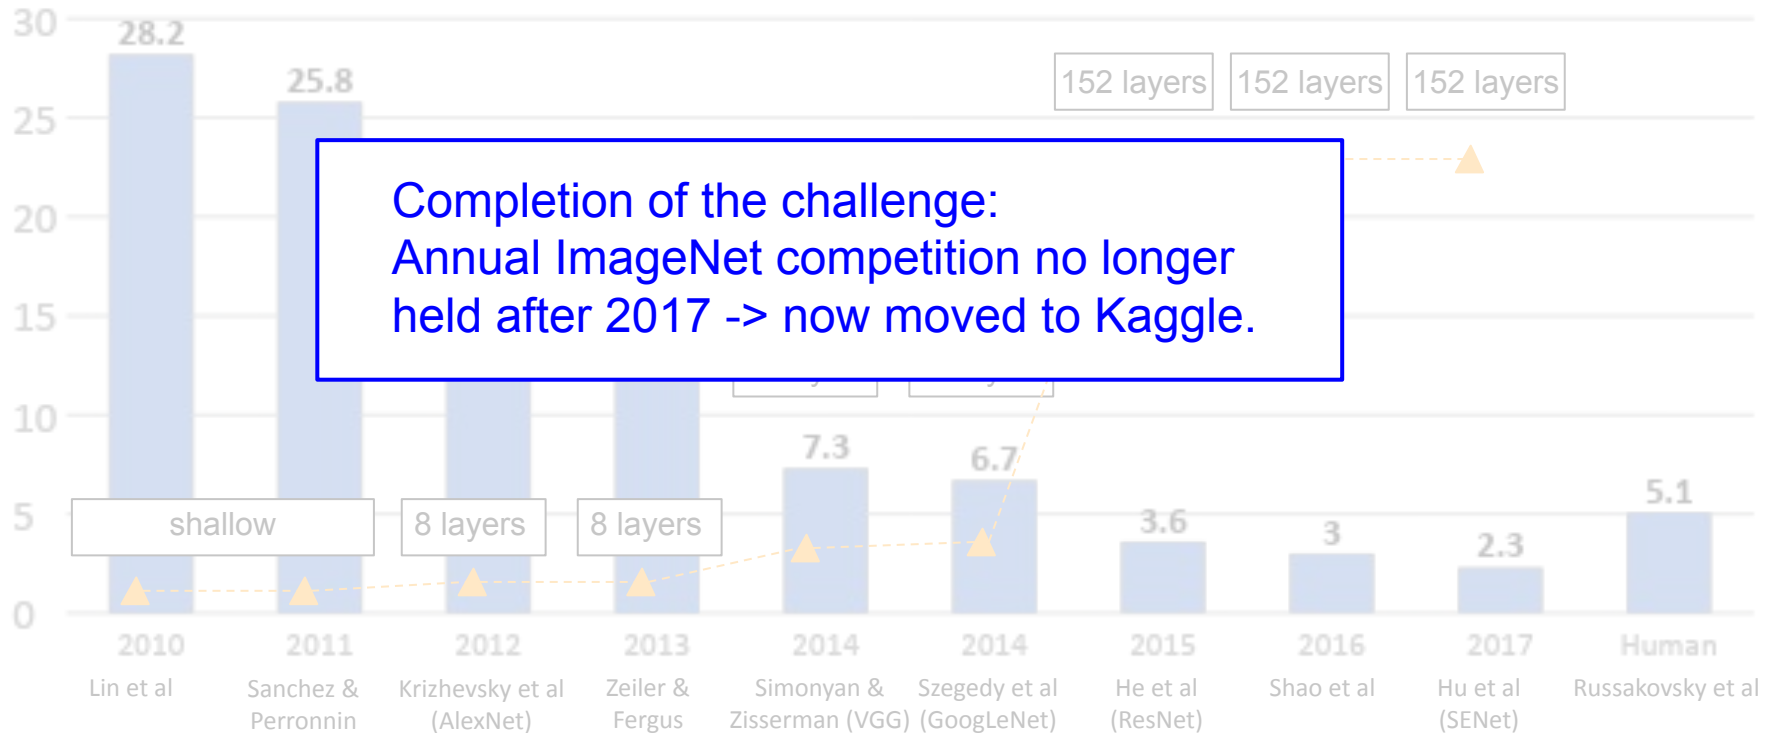 30
28.2
25.8
152 layers
152 layers
152 layers
25
Completion of the challenge:
Annual ImageNet competition no longer
held after 2017 -> now moved to Kaggle.
20
15
10
7.3
6.7
5
shallow
8 layers
8 layers
3.6
3
2.3
5.1
0
2010
2011
2012
2013
2014
2014
2015
2016
2017
Human
Lin et al
Sanchez &
Perronnin
Krizhevsky et al
(AlexNet)
Zeiler &
Fergus
Simonyan &
Zisserman (VGG)
Szegedy et al
(GoogLeNet)
He et al
(ResNet)
Shao et al
Hu et al
(SENet)
Russakovsky et al